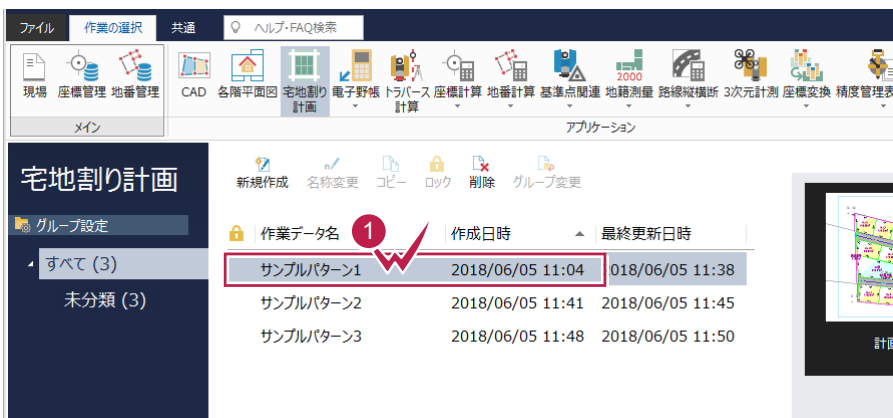 ファイル 作業の選択 共通 ヘルプ・FAQ検索
現場 座標管理 地番管理 CAD 各階平面図 宅地割り計画 電子野帳 トラバース計算 座標計算 地番計算 基準点関連 地籍測量 路線縦横断 3次元計測 座標変換 精度管理表
2000
メイン アプリケーション
宅地割り計画
新規作成 名称変更 コピー ロック 削除 グループ変更
グループ設定
作業データ名 1 作成日時 最終更新日時
すべて (3)
サンプルパターン1 2018/06/05 11:04 2018/06/05 11:38
未分類 (3)
サンプルパターン2 2018/06/05 11:41 2018/06/05 11:45
サンプルパターン3 2018/06/05 11:48 2018/06/05 11:50
計画